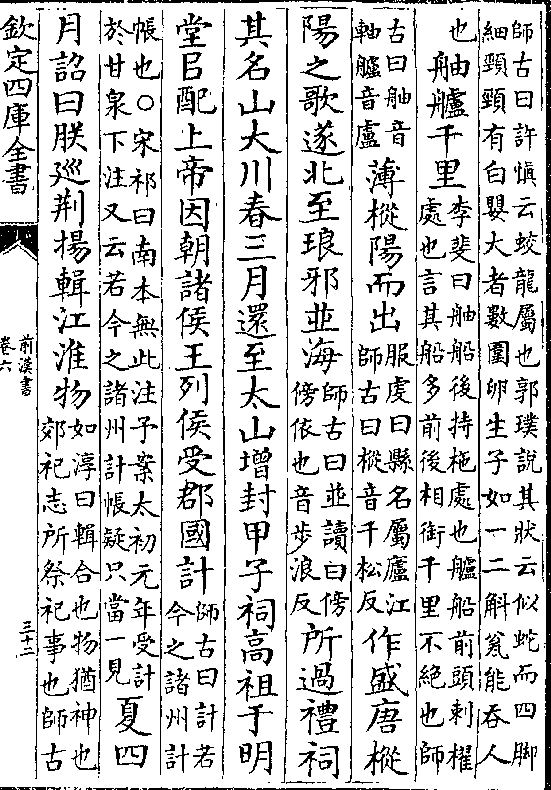 師古曰許慎云蛟龍屬也郭璞說其狀云似蛇而四脚
細頸頸有白嬰大者數圍卵生子如一二斛瓮能吞人
也舳艫千里李斐曰舳船後持柂處也艫船前頭刺櫂處也言其船多前後相銜千里不絶也師
古曰舳音軸艫音盧薄樅陽而出服虔曰縣名屬廬江師古曰樅音千松反作盛唐樅
陽之歌遂北至琅邪並海師古曰並讀曰傍傍依也音步浪反所過禮祠
其名山大川春三月還至太山增封甲子祠高祖于明
堂㠯配上帝因朝諸侯王列侯受郡國計師古曰計若今之諸州計
帳也○宋祁曰南本無此注予案太初元年受計於甘泉下注又云若今之諸州計帳疑只當一見夏四
月詔曰朕巡荆揚輯江淮物如淳曰輯合也物猶神也郊祀志所祭祀事也師古
欽定四庫全書
前漢書
卷六
三十二